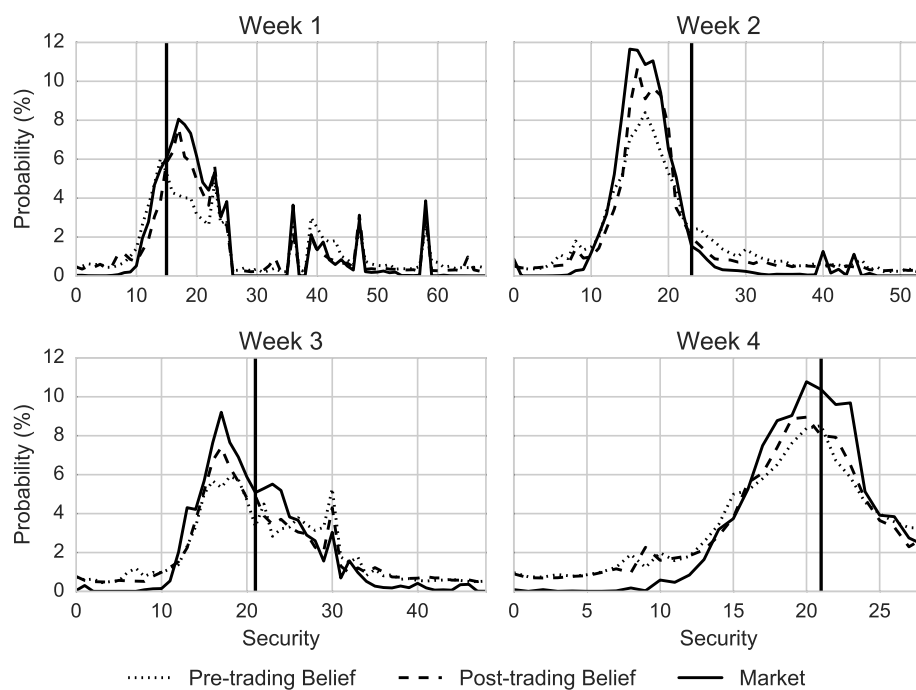 Week 1
Week 2
12
10
8
6
4
2
0
Probability (%)
0 10 20 30 40 50 60
0 10 20 30 40 50
Week 3
Week 4
12
10
8
6
4
2
0
Probability (%)
0 10 20 30 40
0 5 10 15 20 25
Security
Security
Pre-trading Belief
Post-trading Belief
Market